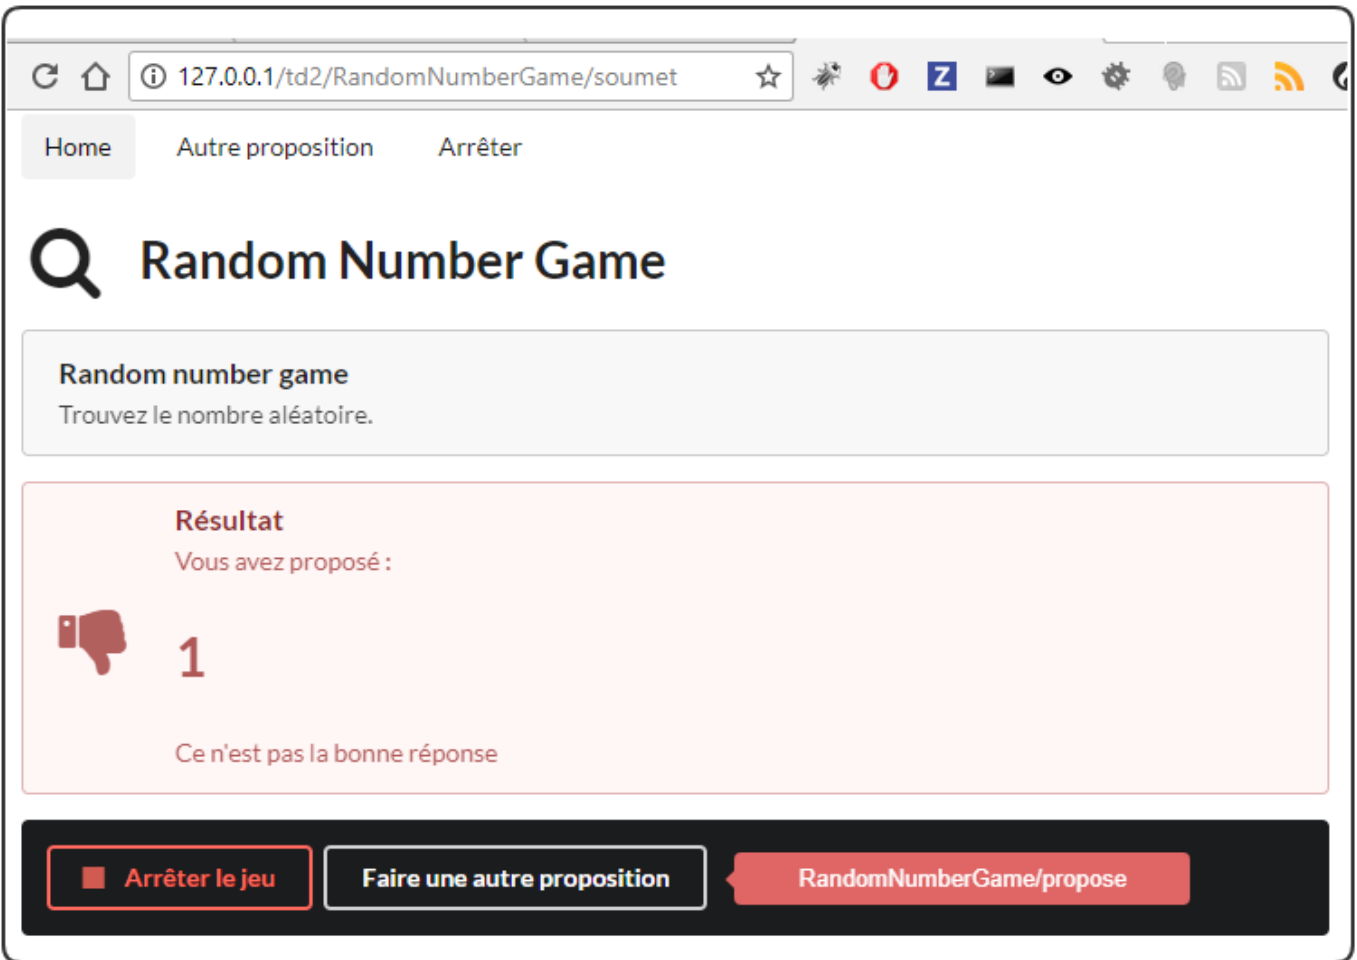 127.0.0.1/td2/RandomNumberGame/soumet
Z
Home Autre proposition Arrêter
Random Number Game
Random number game
Trouvez le nombre aléatoire.
Résultat
Vous avez proposé :
1
Ce n'est pas la bonne réponse
Arrêter le jeu Faire une autre proposition RandomNumberGame/propose